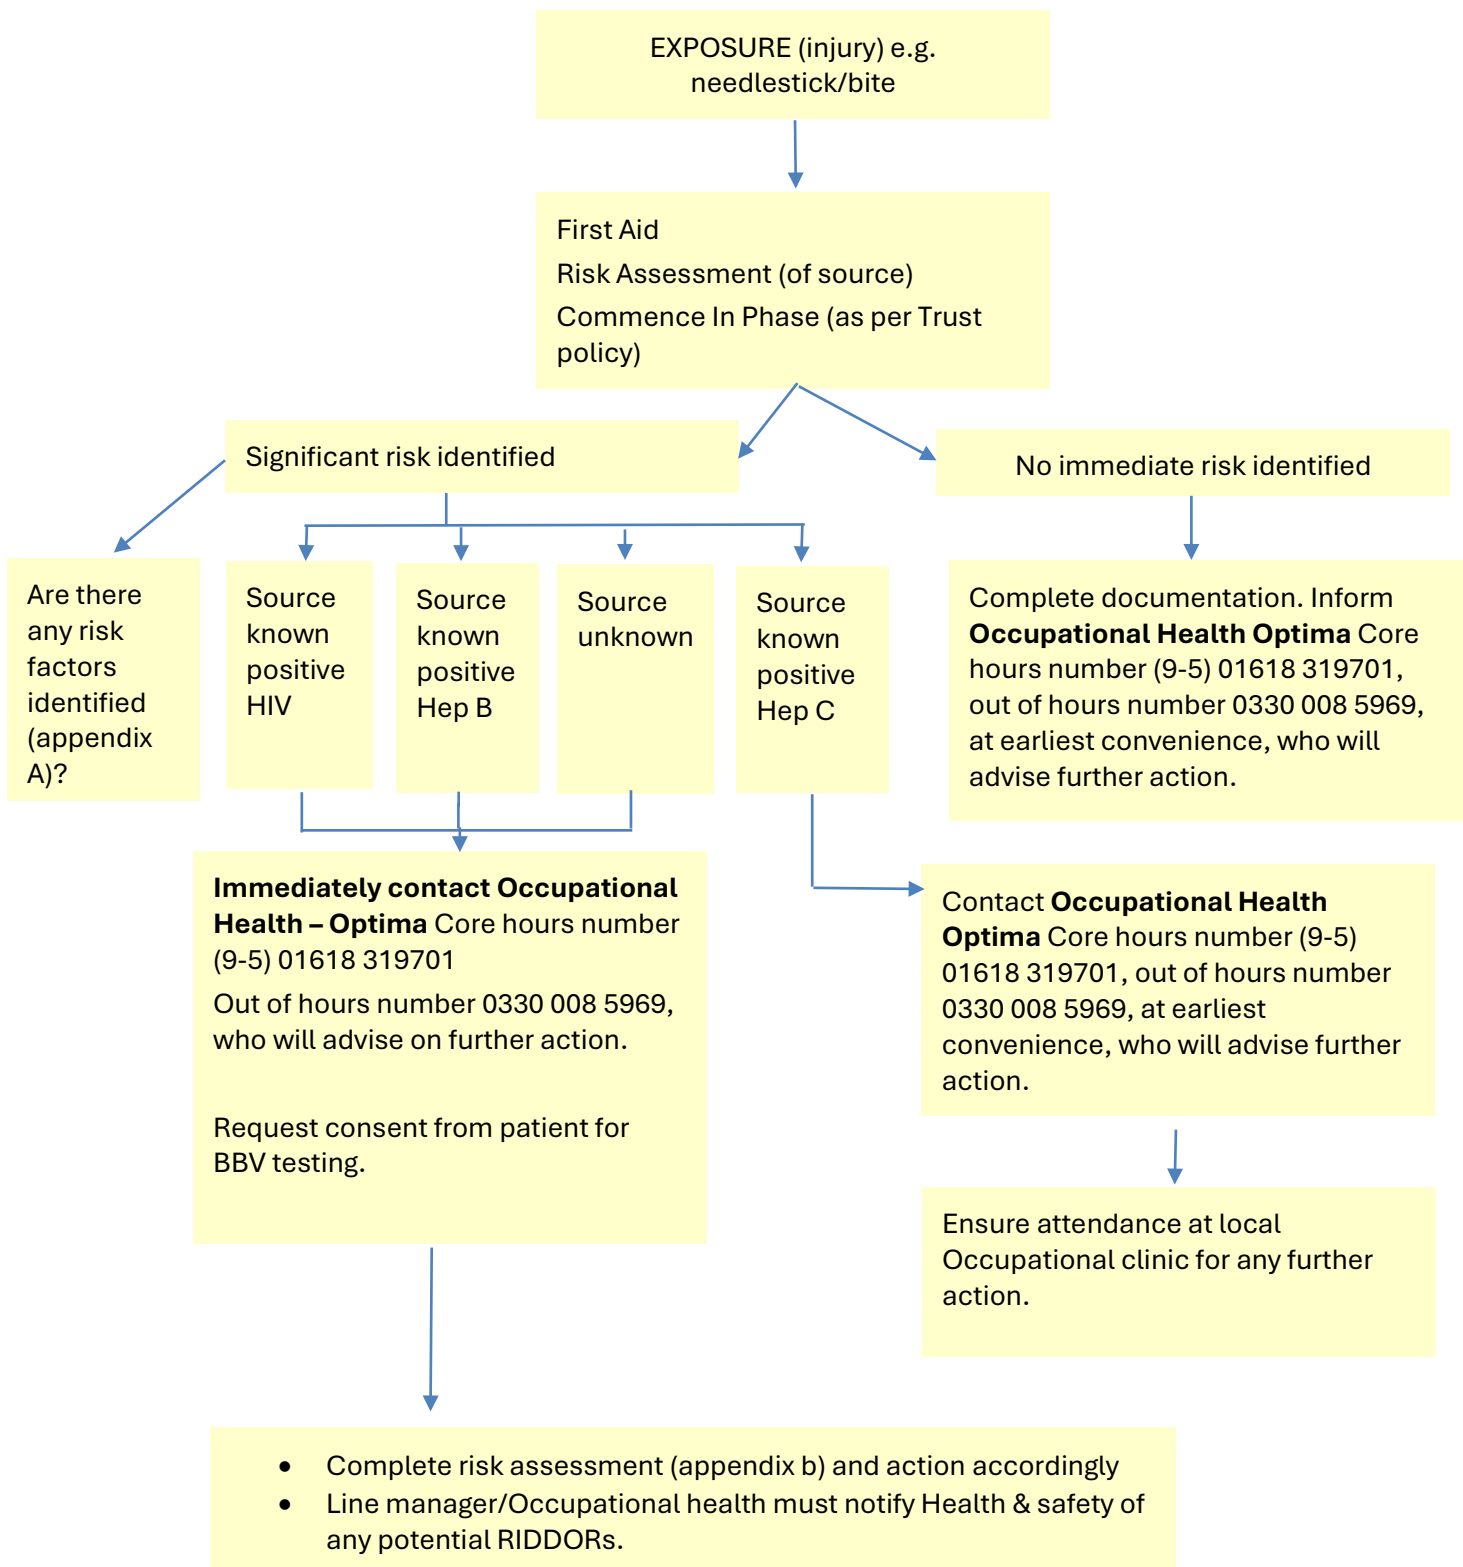 EXPOSURE (injury) e.g.
needlestick/bite
First Aid
Risk Assessment (of source)
Commence In Phase (as per Trust
policy)
Significant risk identified
No immediate risk identified
Are there
any risk
factors
identified
(appendix
A)?
Source
known
positive
HIV
Source
known
positive
Hep B
Source
unknown
Source
known
positive
Hep C
Complete documentation. Inform
Occupational Health Optima Core
hours number (9-5) 01618 319701,
out of hours number 0330 008 5969,
at earliest convenience, who will
advise further action.
Immediately contact Occupational
Health – Optima Core hours number
(9-5) 01618 319701
Out of hours number 0330 008 5969,
who will advise on further action.
Request consent from patient for
BBV testing.
Contact Occupational Health
Optima Core hours number (9-5)
01618 319701, out of hours number
0330 008 5969, at earliest
convenience, who will advise further
action.
Ensure attendance at local
Occupational clinic for any further
action.
• Complete risk assessment (appendix b) and action accordingly
• Line manager/Occupational health must notify Health & safety of
any potential RIDDORs.